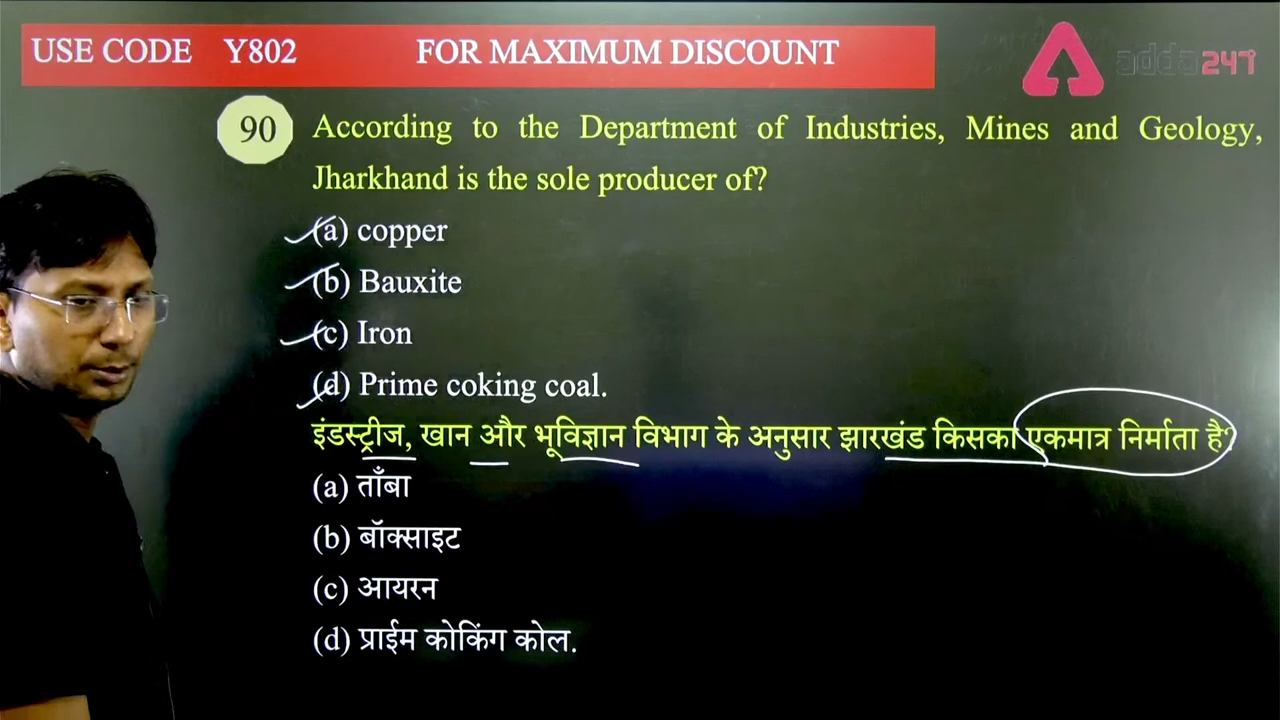 USE CODE Y802 FOR MAXIMUM DISCOUNT
adda247
90 According to the Department of Industries, Mines and Geology,
Jharkhand is the sole producer of?
(a) copper
(b) Bauxite
(c) Iron
(d) Prime coking coal.
इंडस्ट्रीज, खान और भूविज्ञान विभाग के अनुसार झारखंड किसका एकमात्र निर्माता है?
(a) ताँबा
(b) बॉक्साइट
(c) आयरन
(d) प्राईम कोकिंग कोल.